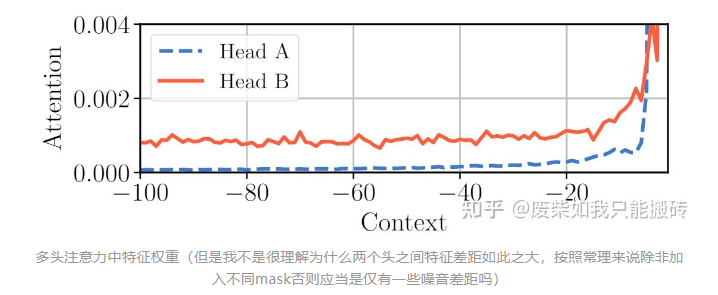 0.004
Head A
Head B
0.002
0.000
Attention
−100
−80
−60
−40
−20
Context
知乎 @废柴如我只能搬砖
多头注意力中特征权重（但是我不是很理解为什么两个头之间特征差距如此之大，按照常理来说除非加
入不同mask否则应当是仅有一些噪音差距吗）